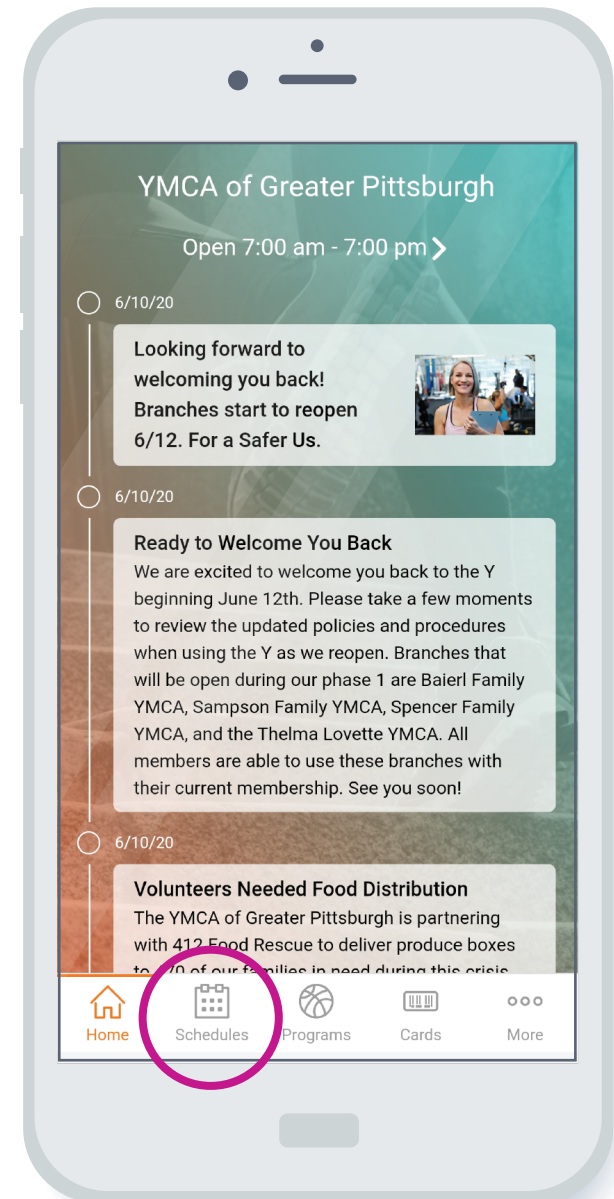 YMCA of Greater Pittsburgh
Open 7:00 am - 7:00 pm
6/10/20
Looking forward to
welcoming you back!
Branches start to reopen
6/12. For a Safer Us.
6/10/20
Ready to Welcome You Back
We are excited to welcome you back to the Y
beginning June 12th. Please take a few moments
to review the updated policies and procedures
when using the Y as we reopen. Branches that
will be open during our phase 1 are Baierl Family
YMCA, Sampson Family YMCA, Spencer Family
YMCA, and the Thelma Lovette YMCA. All
members are able to use these branches with
their current membership. See you soon!
6/10/20
Volunteers Needed Food Distribution
The YMCA of Greater Pittsburgh is partnering
with 412 Food Rescue to deliver produce boxes
of our families in need during this crisis
Home Schedules Programs Cards More